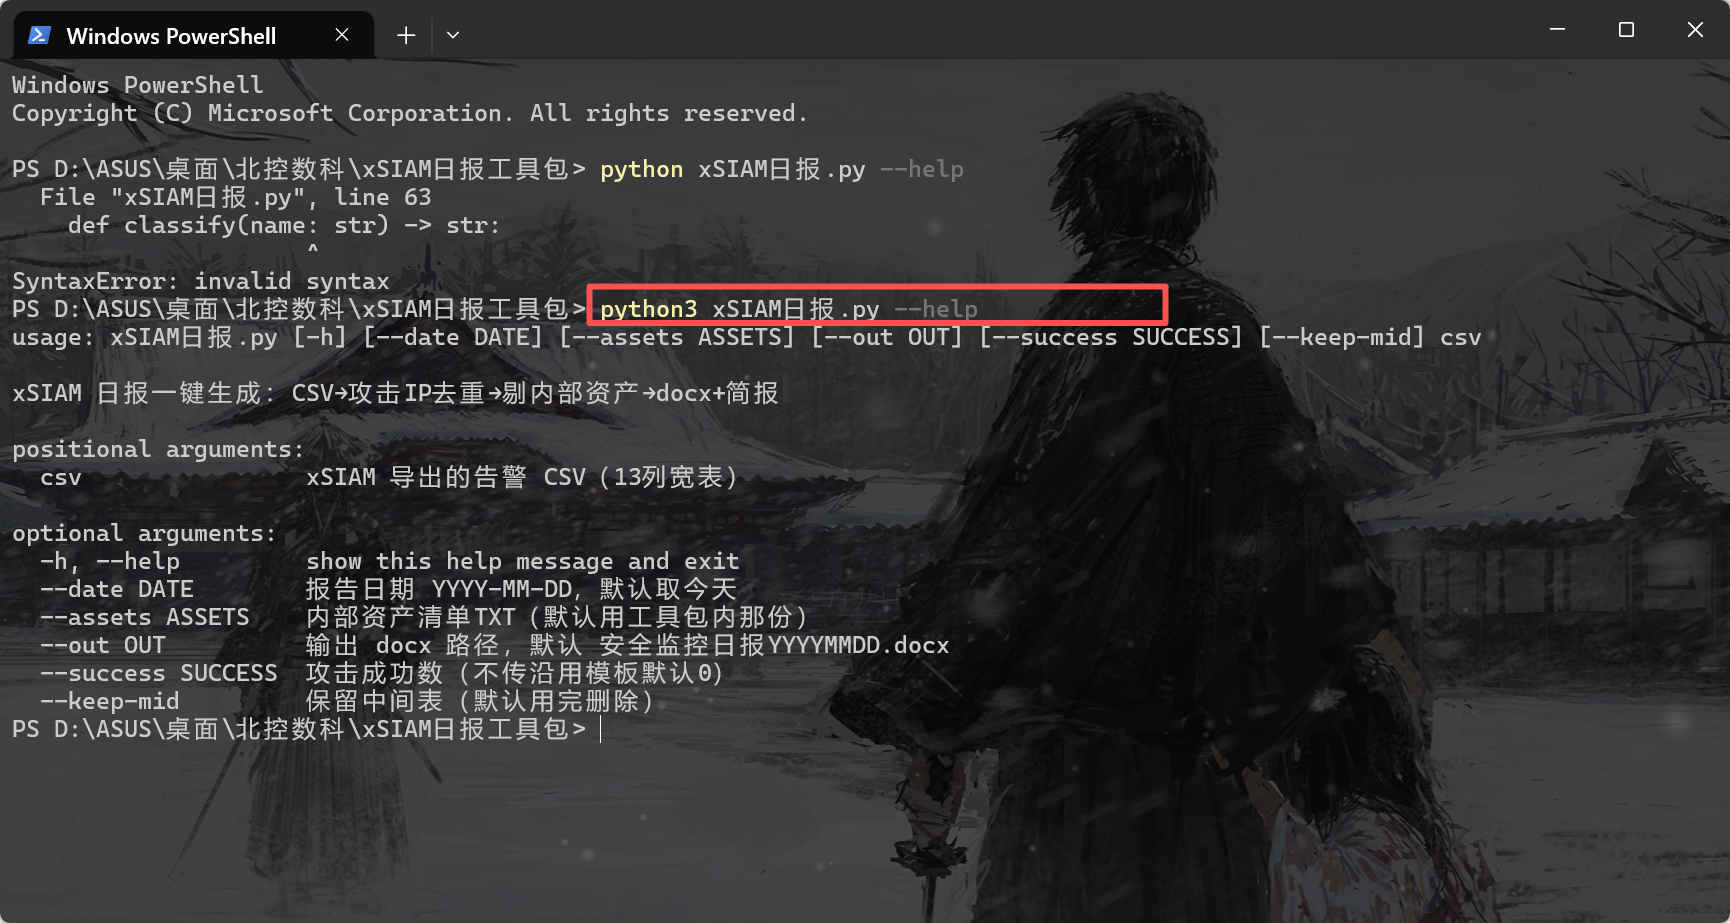 Windows PowerShell
Windows PowerShell
Copyright (C) Microsoft Corporation. All rights reserved.
PS D:\ASUS\桌面\北控数科\xSIAM日报工具包> python xSIAM日报.py --help
File "xSIAM日报.py", line 63
def classify(name: str) -> str:
^
SyntaxError: invalid syntax
PS D:\ASUS\桌面\北控数科\xSIAM日报工具包> python3 xSIAM日报.py --help
usage: xSIAM日报.py [-h] [--date DATE] [--assets ASSETS] [--out OUT] [--success SUCCESS] [--keep-mid] csv
xSIAM 日报一键生成: CSV→攻击IP去重→剔内部资产→docx+简报
positional arguments:
csv xSIAM 导出的告警 CSV（13列宽表）
optional arguments:
-h, --help show this help message and exit
--date DATE 报告日期 YYYY-MM-DD, 默认取今天
--assets ASSETS 内部资产清单TXT（默认用工具包内那份）
--out OUT 输出 docx 路径, 默认 安全监控日报YYYYMMDD.docx
--success SUCCESS 攻击成功数（不传沿用模板默认0）
--keep-mid 保留中间表（默认用完删除）
PS D:\ASUS\桌面\北控数科\xSIAM日报工具包>